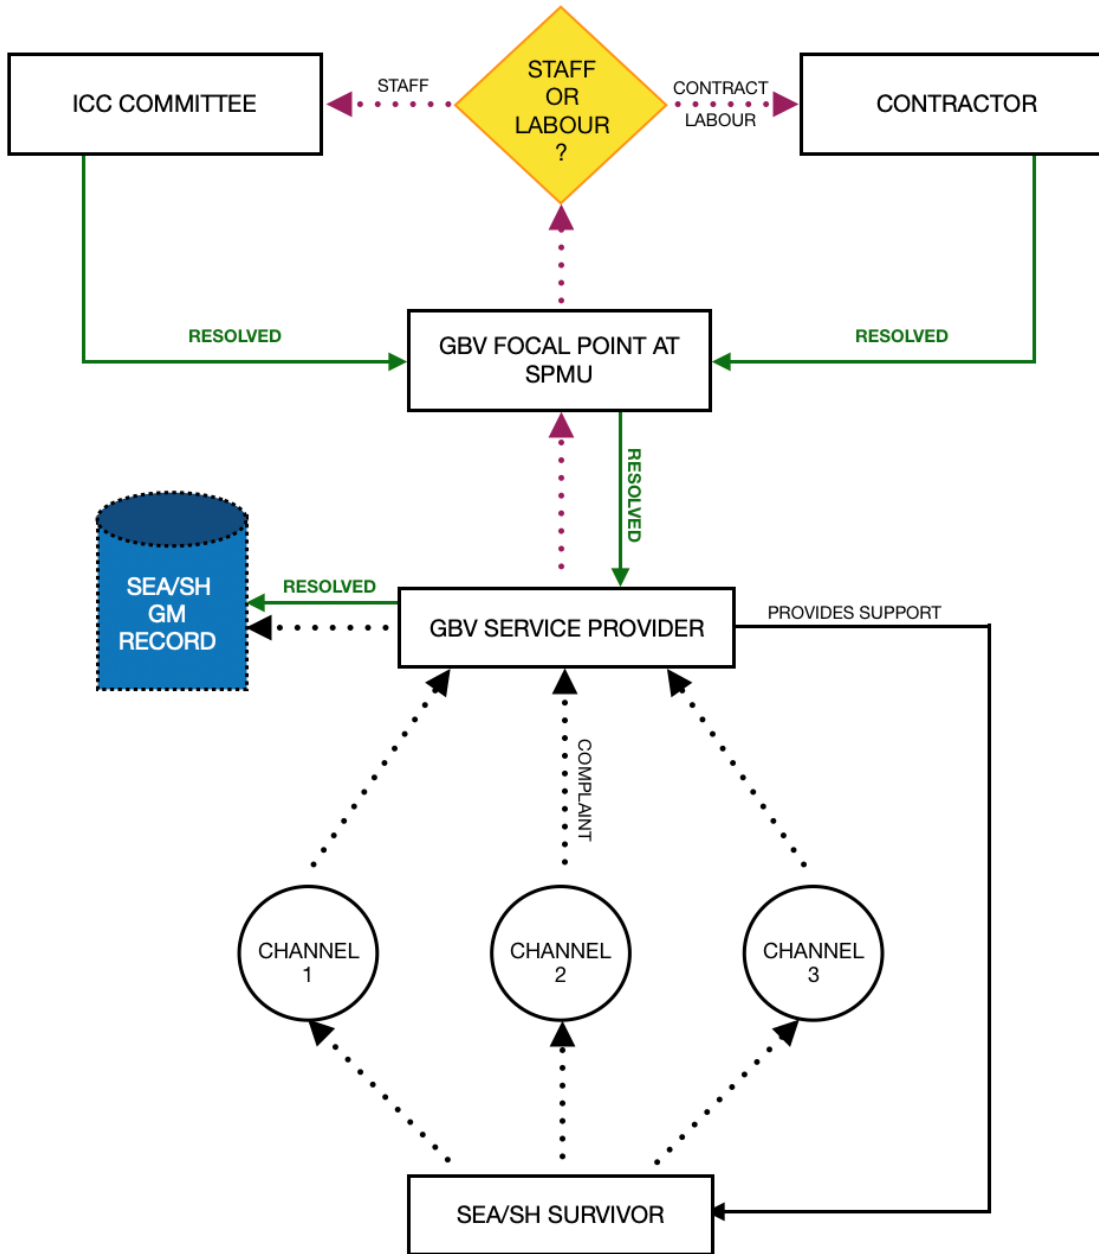 ICC COMMITTEE
STAFF
STAFF
OR
LABOUR
?
CONTRACT
LABOUR
CONTRACTOR
RESOLVED
GBV FOCAL POINT AT
SPMU
RESOLVED
RESOLVED
SEA/SH
GM
RECORD
RESOLVED
GBV SERVICE PROVIDER
PROVIDES SUPPORT
COMPLAINT
CHANNEL
1
CHANNEL
2
CHANNEL
3
SEA/SH SURVIVOR